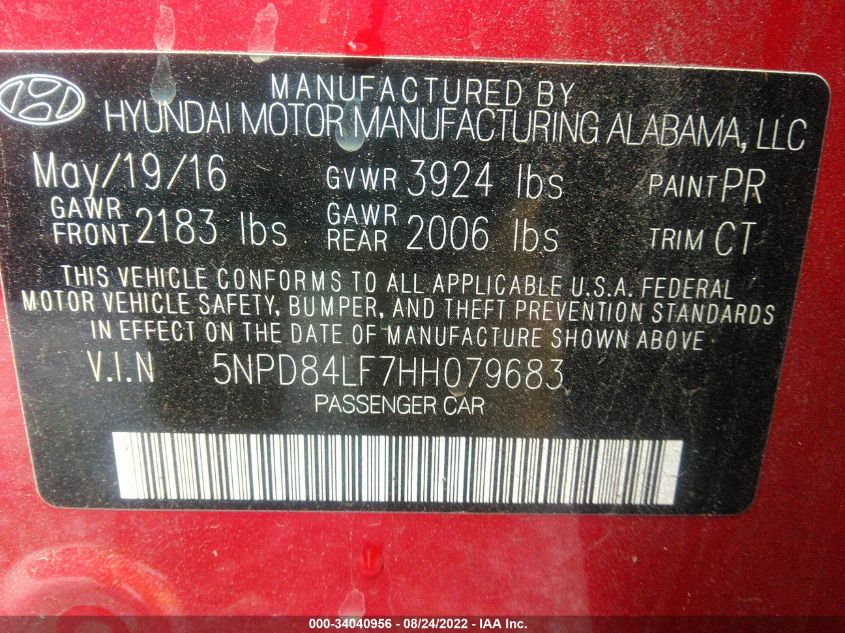 MANUFACTURED BY
HYUNDAI MOTOR MANUFACTURING ALABAMA, LLC
May/19/16 GVWR 3924 lbs PAINT PR
GAWR FRONT 2183 lbs GAWR REAR 2006 lbs TRIM CT
THIS VEHICLE CONFORMS TO ALL APPLICABLE U.S.A. FEDERAL
MOTOR VEHICLE SAFETY, BUMPER, AND THEFT PREVENTION STANDARDS
IN EFFECT ON THE DATE OF MANUFACTURE SHOWN ABOVE
V.I.N 5NPD84LF7HH079683
PASSENGER CAR
000-34040956 - 08/24/2022 - IAA Inc.